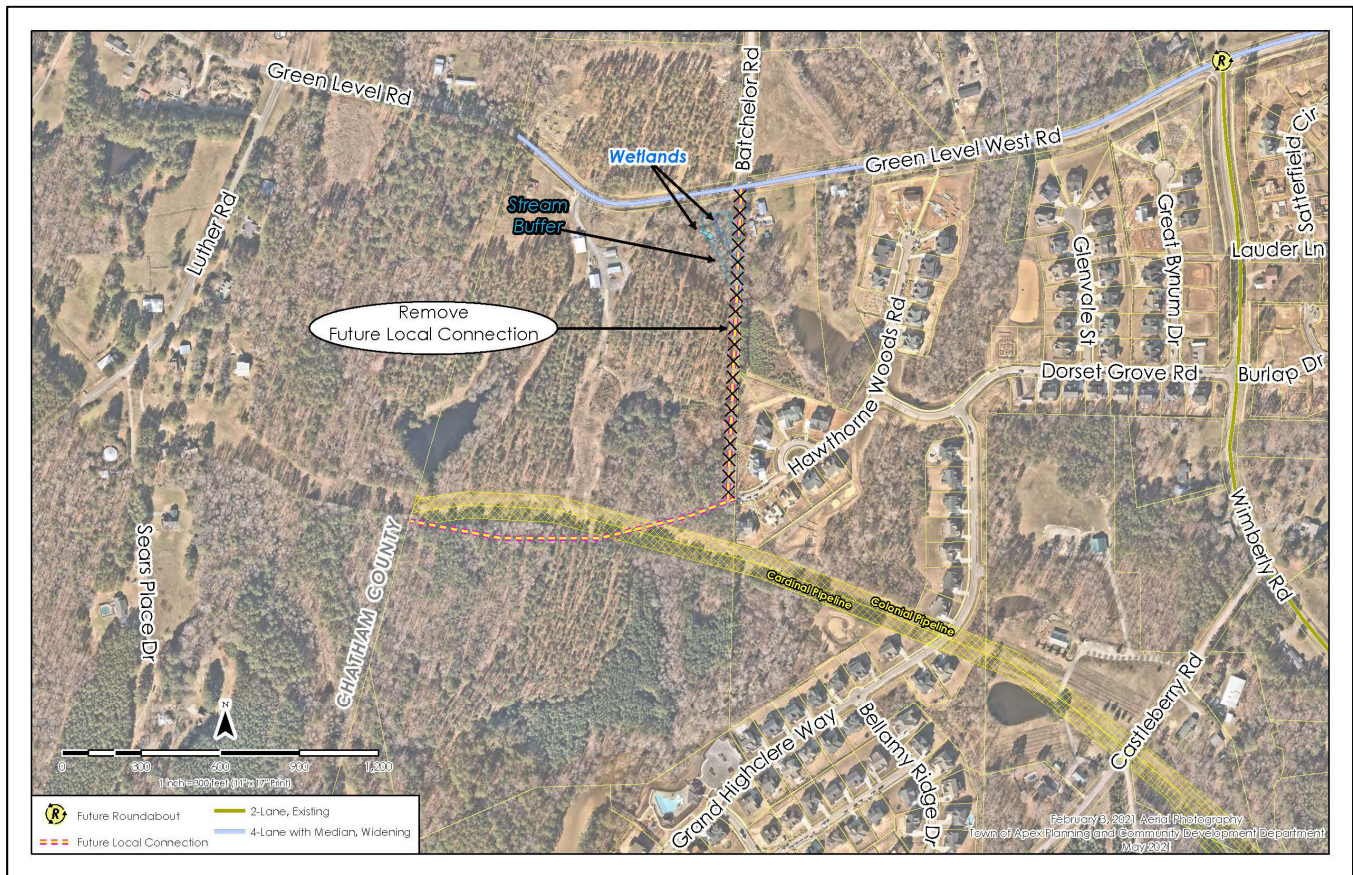 Green Level Rd
Batchelor Rd
R
Green Level West Rd
Satterfield Cir
Wetlands
Stream
Buffer
Luther Rd
Glenvale St
Great Bynum Dr
Lauder Ln
Remove
Future Local Connection
Hawthorne Woods Rd
Dorset Grove Rd
Burlap Dr
Wimberly Rd
Sears Place Dr
CHATHAM COUNTY
Cardinal Pipeline
Colonial Pipeline
Castleberry Rd
Grand Highclere Way
Bellamy Ridge Dr
N
0 300 600 900 1,200
1 inch = 300 feet (11" x 17" Print)
R Future Roundabout
2-Lane, Existing
4-Lane with Median, Widening
Future Local Connection
February 3, 2021 Aerial Photography
Town of Apex Planning and Community Development Department
May 2021